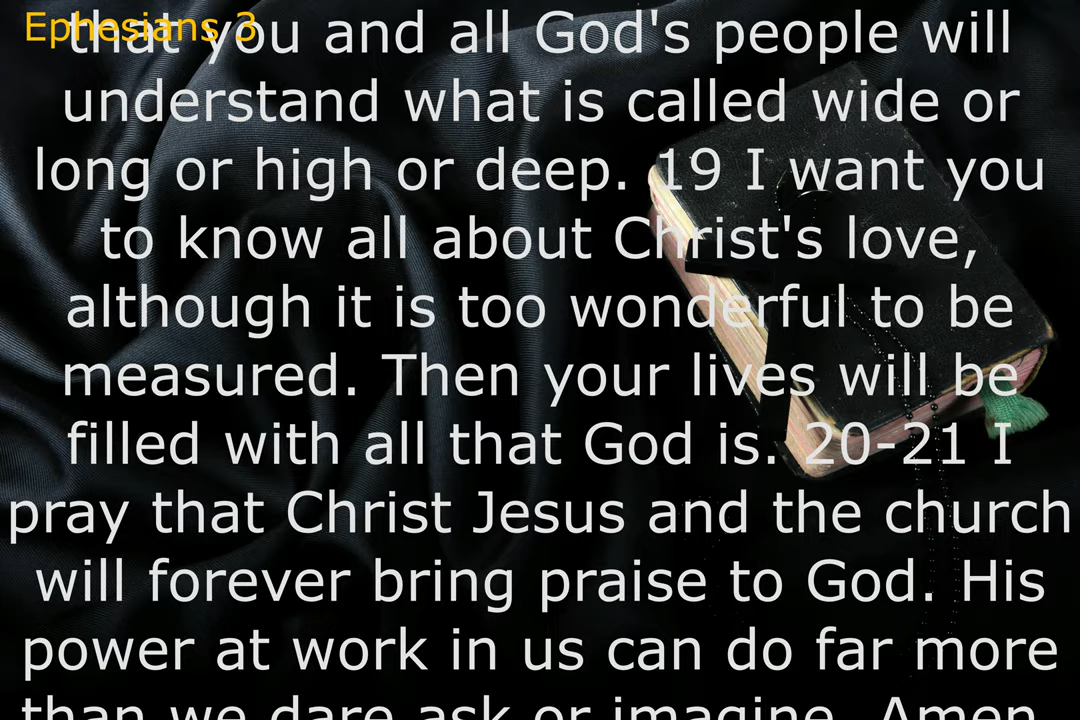 Ephesians 3
that you and all God's people will
understand what is called wide or
long or high or deep. 19 I want you
to know all about Christ's love,
although it is too wonderful to be
measured. Then your lives will be
filled with all that God is. 20-21 I
pray that Christ Jesus and the church
will forever bring praise to God. His
power at work in us can do far more
than we dare ask or imagine. Amen